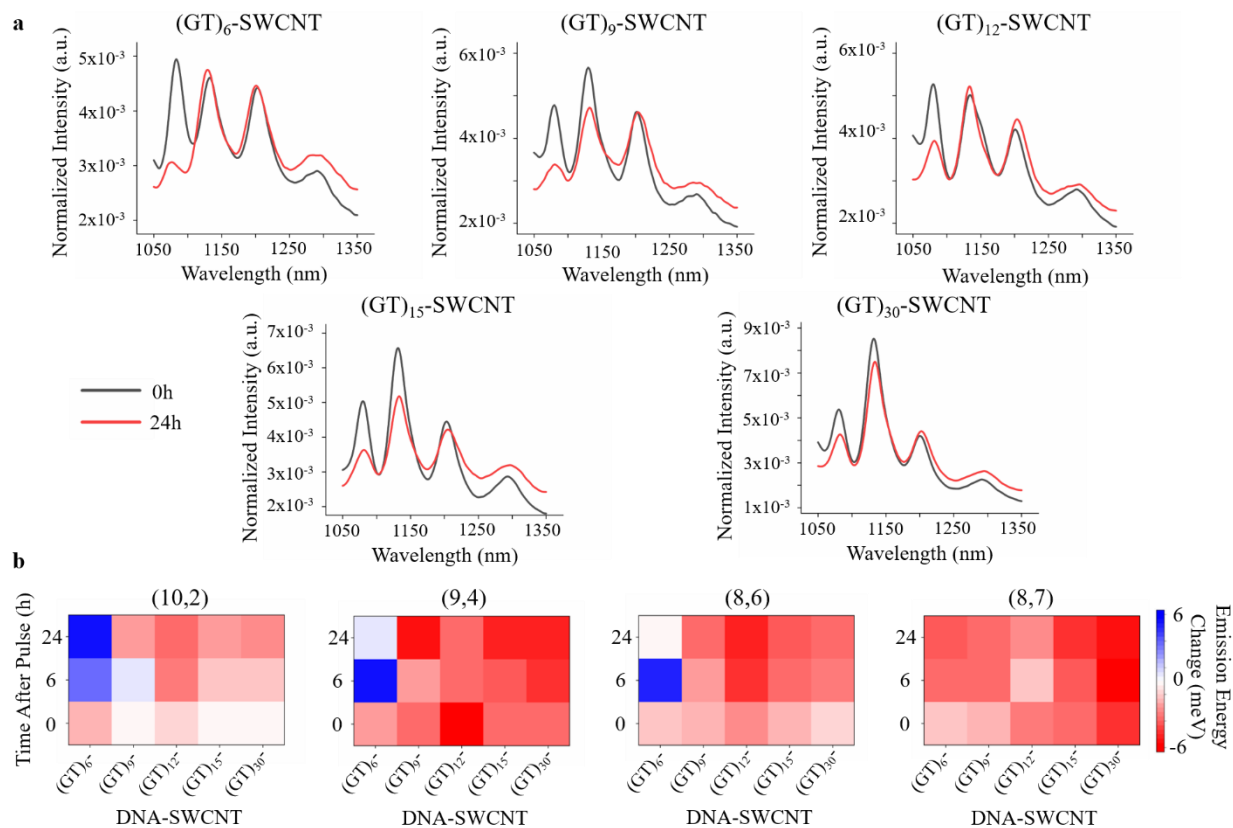 a
(GT)₆-SWCNT
Normalized Intensity (a.u.)
5x10⁻³
4x10⁻³
3x10⁻³
2x10⁻³
1050 1150 1250 1350
Wavelength (nm)
(GT)₉-SWCNT
Normalized Intensity (a.u.)
6x10⁻³
4x10⁻³
2x10⁻³
1050 1150 1250 1350
Wavelength (nm)
(GT)₁₂-SWCNT
Normalized Intensity (a.u.)
6x10⁻³
4x10⁻³
2x10⁻³
1050 1150 1250 1350
Wavelength (nm)
0h
24h
(GT)₁₅-SWCNT
Normalized Intensity (a.u.)
7x10⁻³
6x10⁻³
5x10⁻³
4x10⁻³
3x10⁻³
2x10⁻³
1050 1150 1250 1350
Wavelength (nm)
(GT)₃₀-SWCNT
Normalized Intensity (a.u.)
9x10⁻³
7x10⁻³
5x10⁻³
3x10⁻³
1x10⁻³
1050 1150 1250 1350
Wavelength (nm)
b
Time After Pulse (h)
(10,2)
24
6
0
(GT)₆- (GT)₉- (GT)₁₂- (GT)₁₅- (GT)₃₀-
DNA-SWCNT
(9,4)
24
6
0
(GT)₆- (GT)₉- (GT)₁₂- (GT)₁₅- (GT)₃₀-
DNA-SWCNT
(8,6)
24
6
0
(GT)₆- (GT)₉- (GT)₁₂- (GT)₁₅- (GT)₃₀-
DNA-SWCNT
(8,7)
24
6
0
(GT)₆- (GT)₉- (GT)₁₂- (GT)₁₅- (GT)₃₀-
DNA-SWCNT
6
0
-6
Emission Energy
Change (meV)